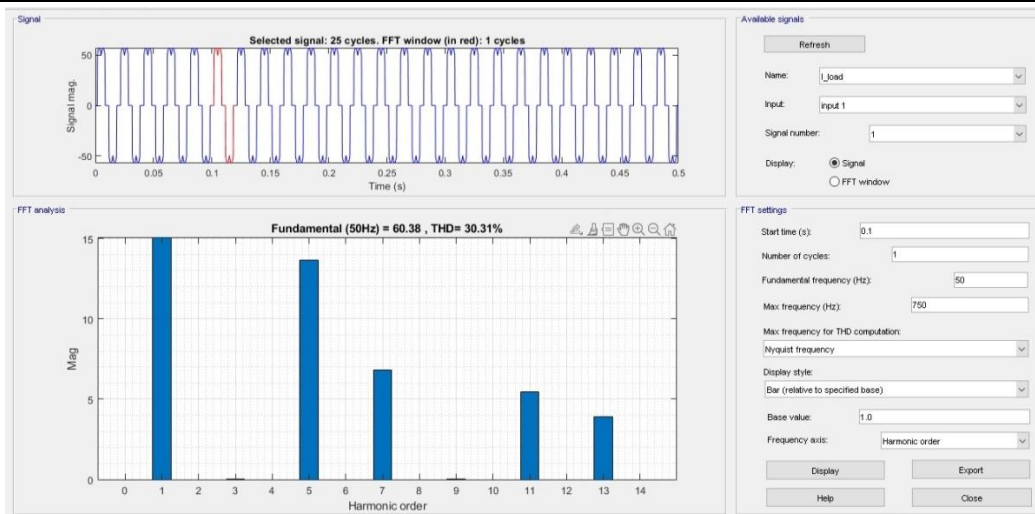 Signal
Selected signal: 25 cycles. FFT window (in red): 1 cycles
50
0
-50
Signal mag.
0 0.05 0.1 0.15 0.2 0.25 0.3 0.35 0.4 0.45 0.5
Time (s)
FFT analysis
Fundamental (50Hz) = 60.38 , THD= 30.31%
15
10
5
0
Mag
0 1 2 3 4 5 6 7 8 9 10 11 12 13 14
Harmonic order
Available signals
Refresh
Name: I_load
Input: input 1
Signal number: 1
Display: Signal
FFT window
FFT settings
Start time (s): 0.1
Number of cycles: 1
Fundamental frequency (Hz): 50
Max frequency (Hz): 750
Max frequency for THD computation:
Nyquist frequency
Display style:
Bar (relative to specified base)
Base value: 1.0
Frequency axis: Harmonic order
Display Export
Help Close